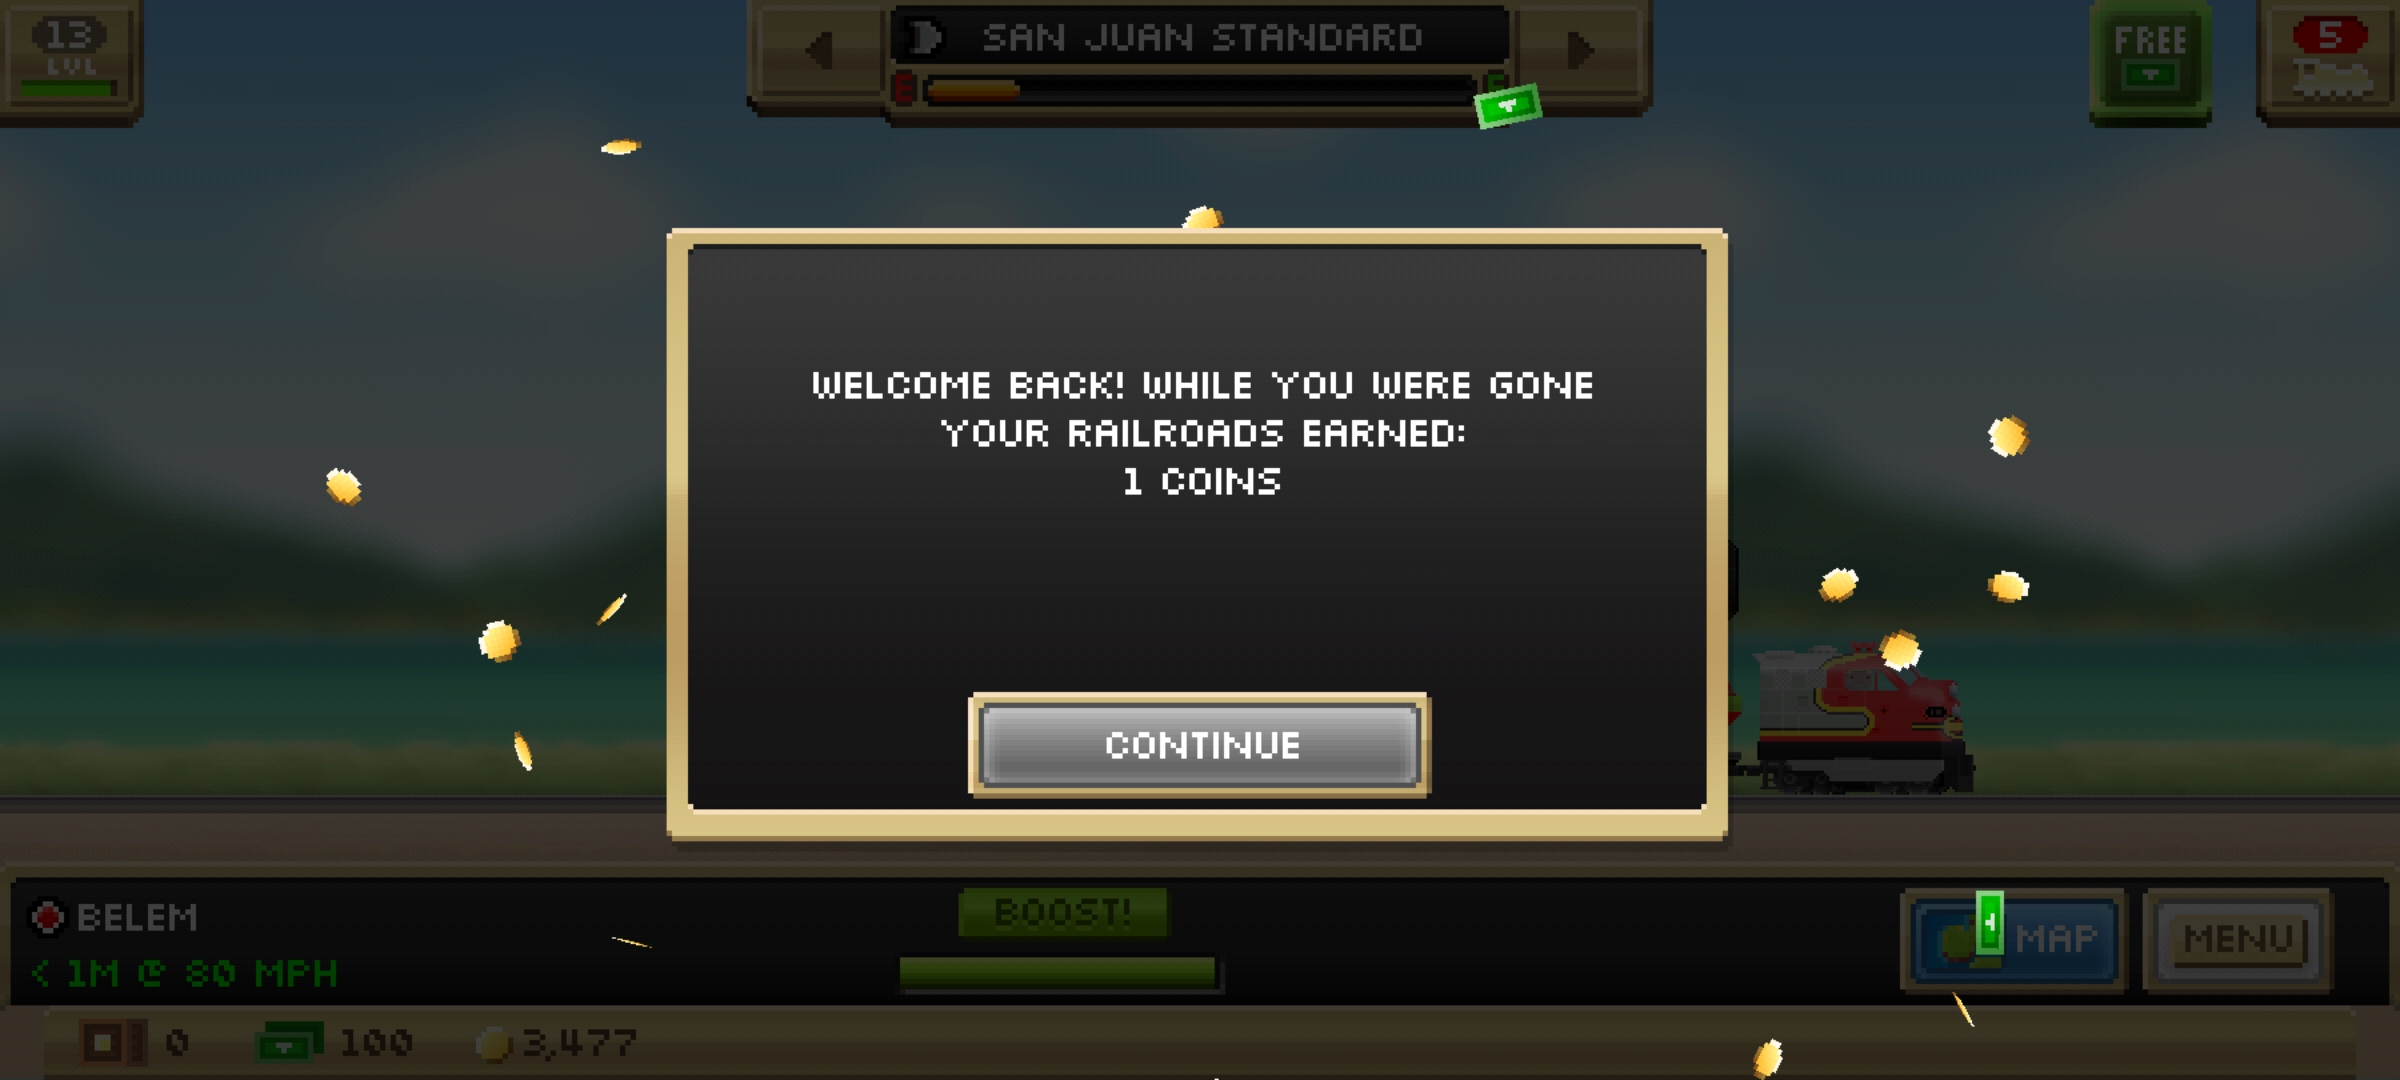 13
LVL
SAN JUAN STANDARD
E
FREE
5
WELCOME BACK! WHILE YOU WERE GONE
YOUR RAILROADS EARNED:
1 COINS
CONTINUE
BELEM
< 1M @ 80 MPH
BOOST!
MAP
MENU
0
100
3,477